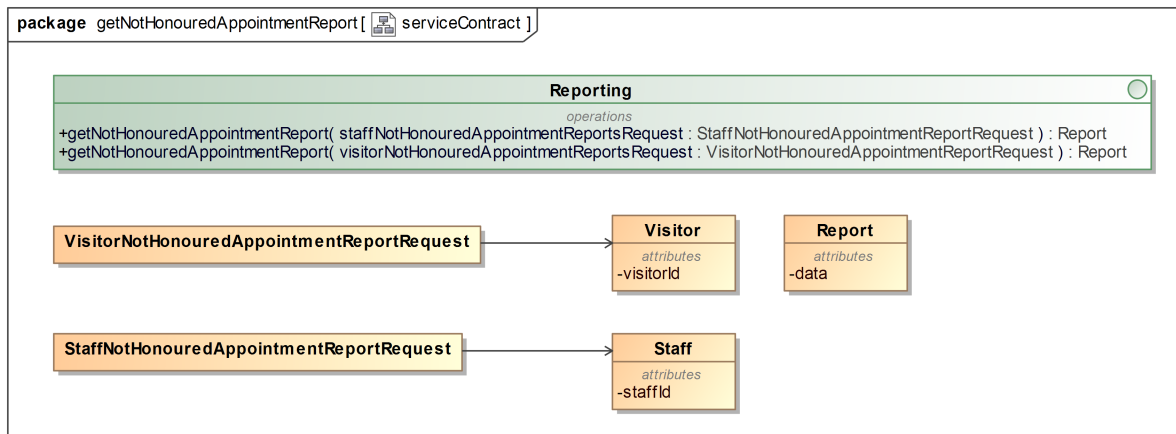 package getNotHonouredAppointmentReport[ serviceContract ]
Reporting
operations
+getNotHonouredAppointmentReport( staffNotHonouredAppointmentReportsRequest : StaffNotHonouredAppointmentReportRequest ) : Report
+getNotHonouredAppointmentReport( visitorNotHonouredAppointmentReportsRequest : VisitorNotHonouredAppointmentReportRequest ) : Report
VisitorNotHonouredAppointmentReportRequest
Visitor
attributes
-visitorId
Report
attributes
-data
StaffNotHonouredAppointmentReportRequest
Staff
attributes
-staffId